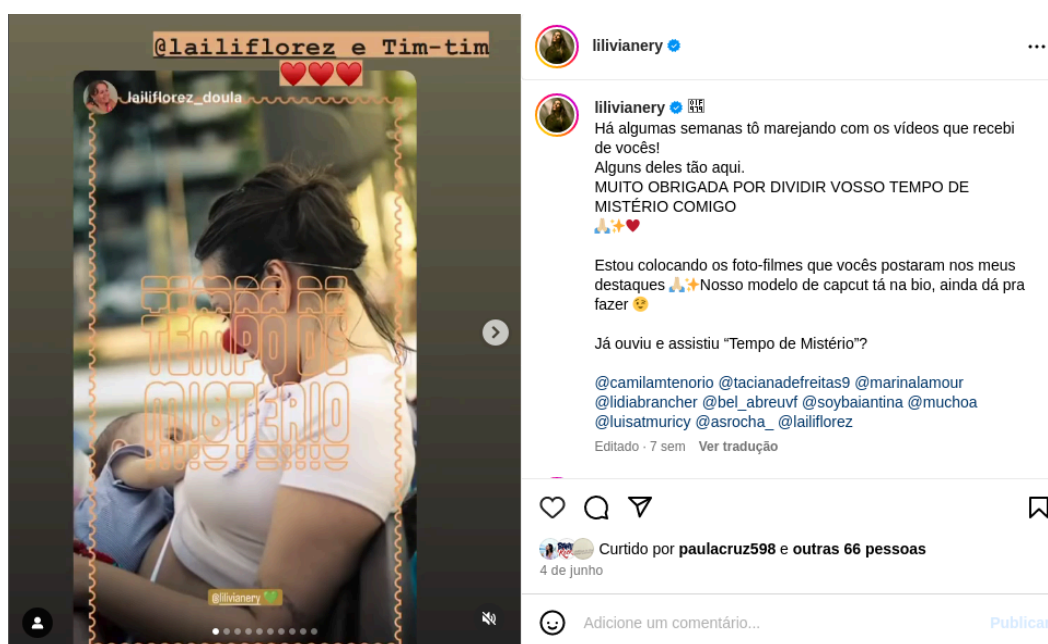 @lailiflorez e Tim-tim
❤️❤️❤️
lailiflorez_doula
TEMPO DE
MISTÉRIO
@lilivianery 💚
lilivianery
lilivianery
Há algumas semanas tô marejando com os vídeos que recebi
de vocês!
Alguns deles tão aqui.
MUITO OBRIGADA POR DIVIDIR VOSSO TEMPO DE
MISTÉRIO COMIGO
🙏🏻✨❤️
Estou colocando os foto-filmes que vocês postaram nos meus
destaques 🙏🏻✨Nosso modelo de capcut tá na bio, ainda dá pra
fazer 😉
Já ouviu e assistiu “Tempo de Mistério”?
@camilamtenorio @tacianadefreitas9 @marinalamour
@lidiabrancher @bel_abreuvf @soybaiantina @muchoa
@luisatmuricy @asrocha_ @lailiflorez
Editado · 7 sem Ver tradução
Curtido por paulacruz598 e outras 66 pessoas
4 de junho
Adicione um comentário...
Publicar